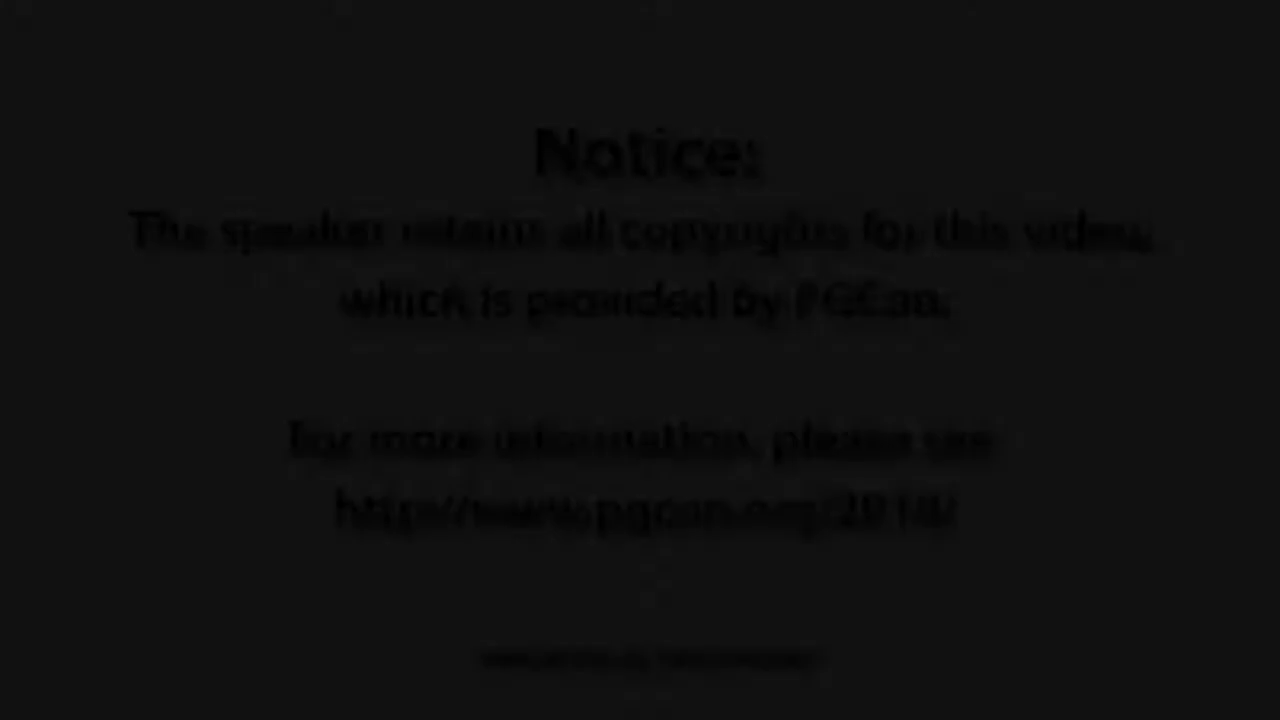 Notice:
The speaker retains all copyrights for this video,
which is provided by PGCon.
For more information, please see